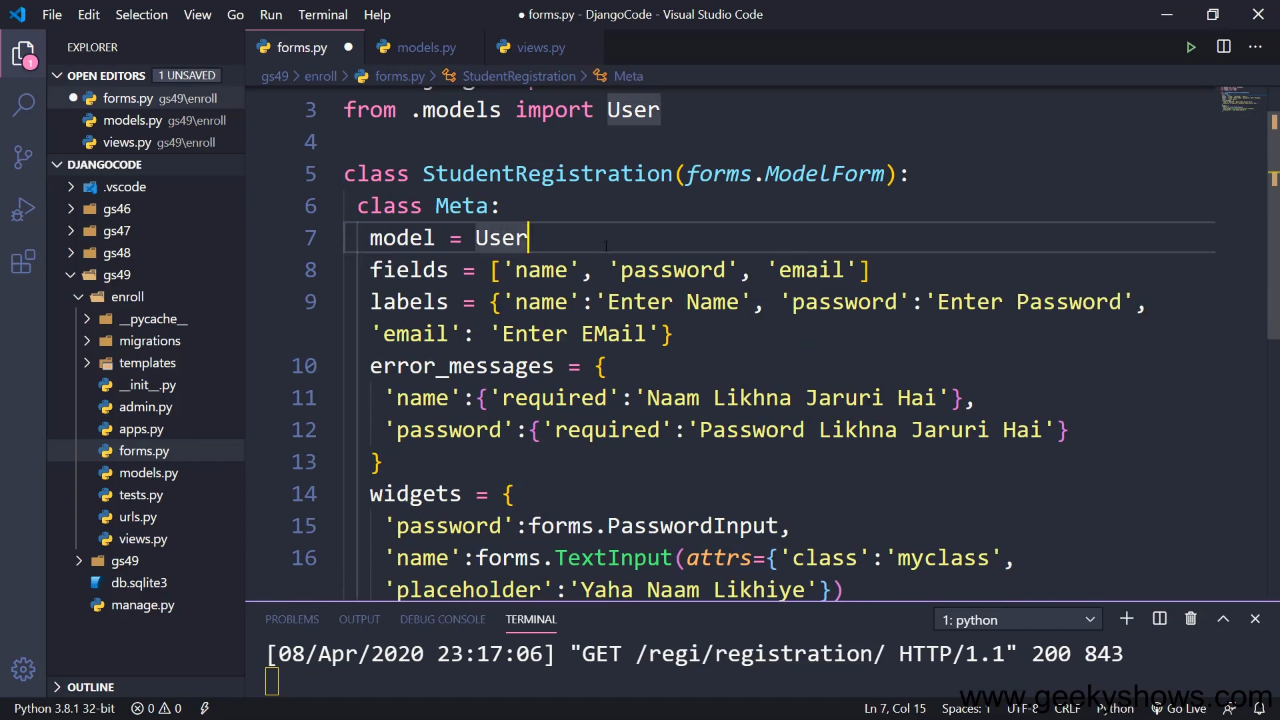 File Edit Selection View Go Run Terminal Help
● forms.py - DjangoCode - Visual Studio Code
EXPLORER
forms.py ● models.py views.py
OPEN EDITORS 1 UNSAVED
gs49 > enroll > forms.py > StudentRegistration > Meta
● forms.py gs49\enroll
models.py gs49\enroll
views.py gs49\enroll
DJANGOCODE
.vscode
gs46
gs47
gs48
gs49
enroll
__pycache__
migrations
templates
__init__.py
admin.py
apps.py
forms.py
models.py
tests.py
urls.py
views.py
gs49
db.sqlite3
manage.py
OUTLINE
3 from .models import User
4
5 class StudentRegistration(forms.ModelForm):
6 class Meta:
7 model = User
8 fields = ['name', 'password', 'email']
9 labels = {'name':'Enter Name', 'password':'Enter Password',
'email': 'Enter EMail'}
10 error_messages = {
11 'name':{'required':'Naam Likhna Jaruri Hai'},
12 'password':{'required':'Password Likhna Jaruri Hai'}
13 }
14 widgets = {
15 'password':forms.PasswordInput,
16 'name':forms.TextInput(attrs={'class':'myclass',
'placeholder':'Yaha Naam Likhiye'})
PROBLEMS OUTPUT DEBUG CONSOLE TERMINAL 1: python
[08/Apr/2020 23:17:06] "GET /regi/registration/ HTTP/1.1" 200 843
www.geekyshows.com
Python 3.8.1 32-bit 0 0 Ln 7, Col 15 Spaces: 1 UTF-8 CRLF Python Go Live